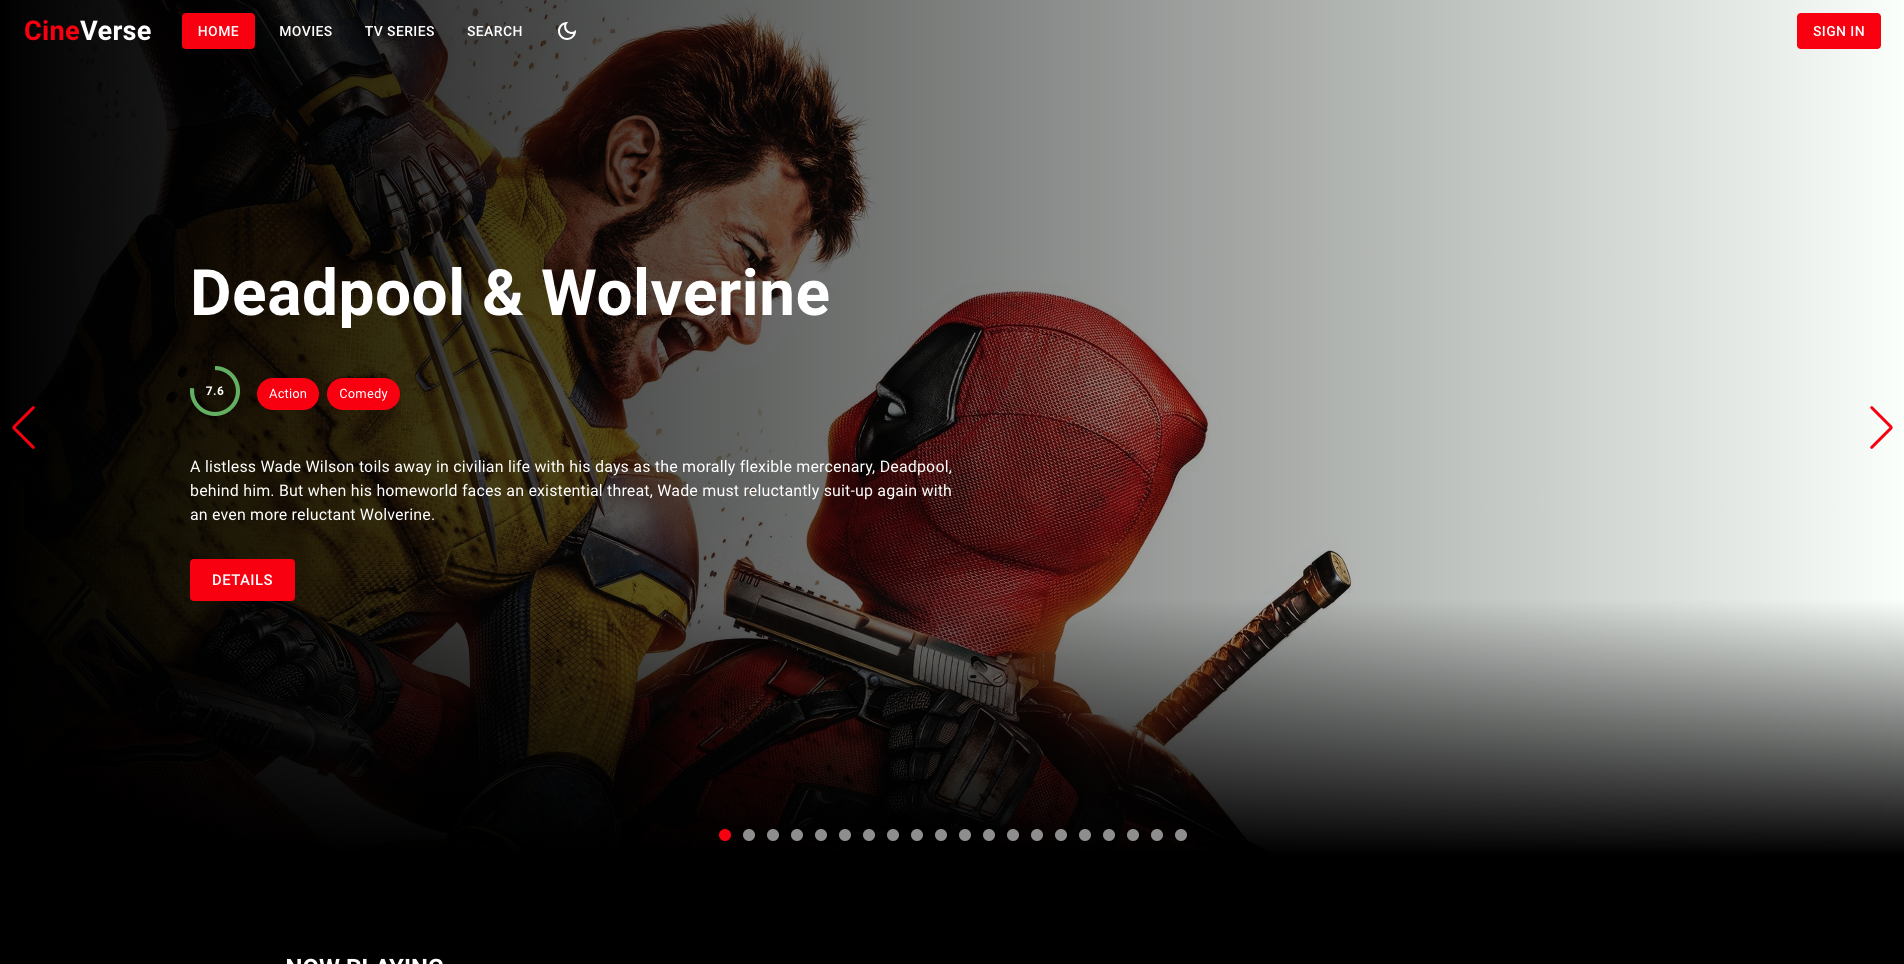 CineVerse
HOME
MOVIES
TV SERIES
SEARCH
SIGN IN
Deadpool & Wolverine
7.6
Action
Comedy
A listless Wade Wilson toils away in civilian life with his days as the morally flexible mercenary, Deadpool,
behind him. But when his homeworld faces an existential threat, Wade must reluctantly suit-up again with
an even more reluctant Wolverine.
DETAILS
NOW PLAYING